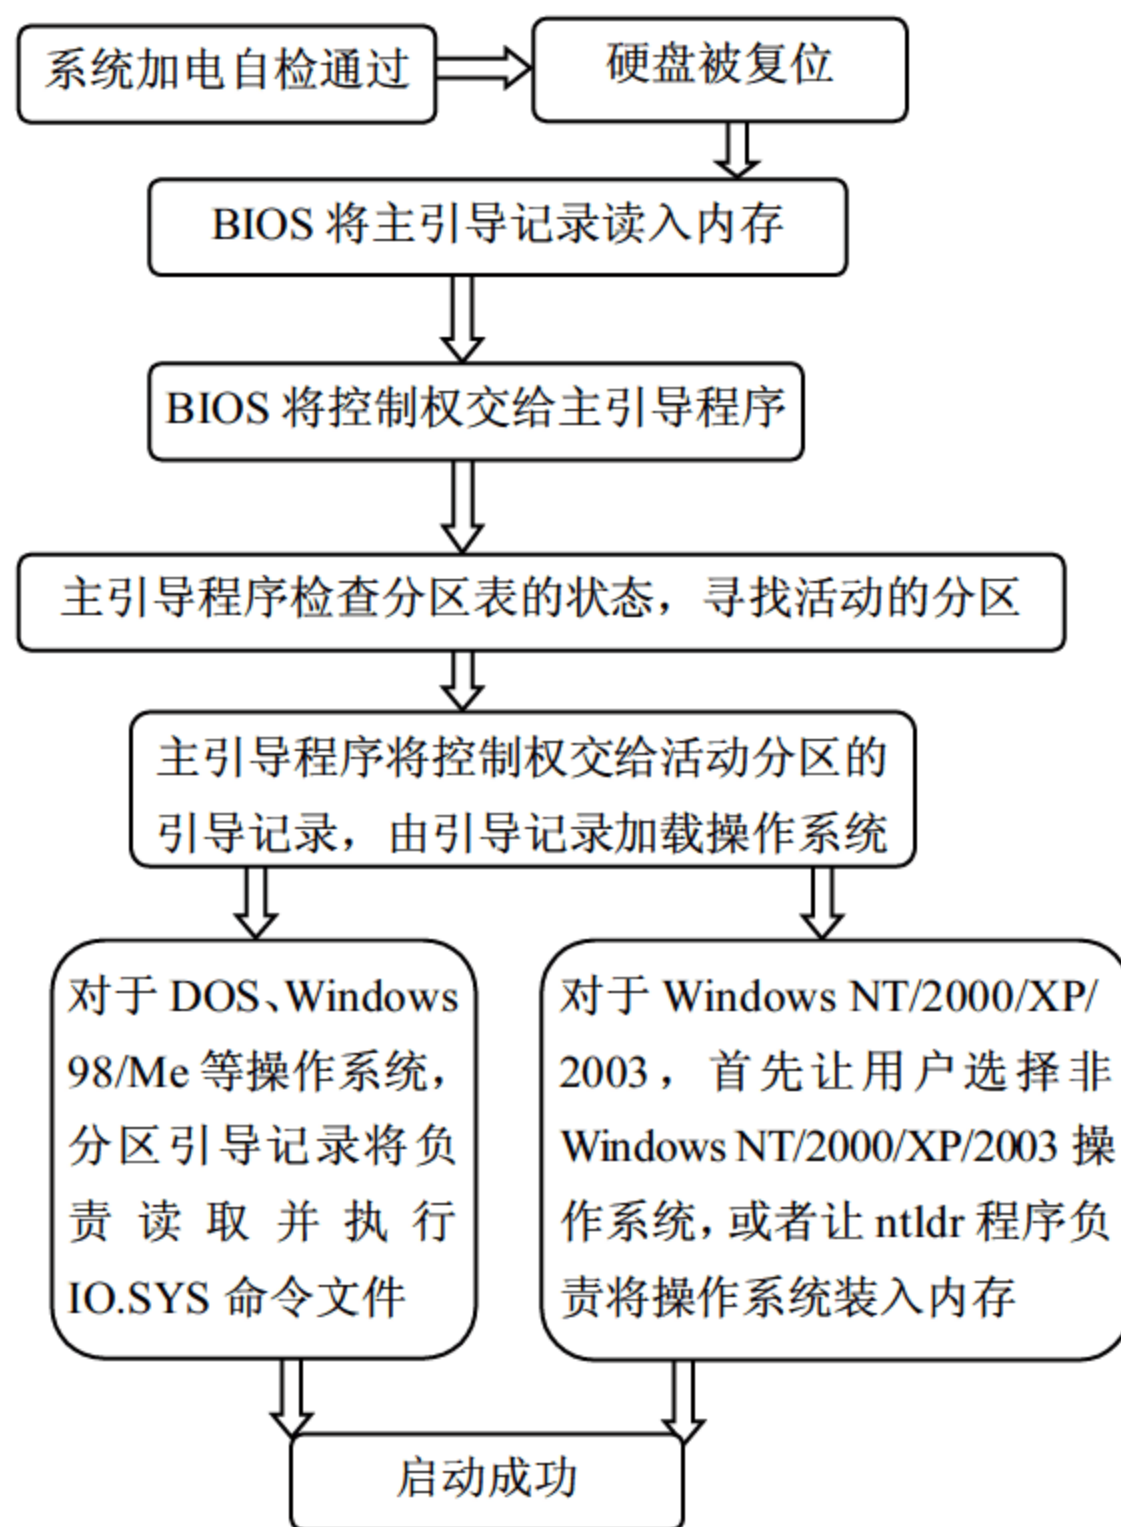 系统加电自检通过
硬盘被复位
BIOS 将主引导记录读入内存
BIOS 将控制权交给主引导程序
主引导程序检查分区表的状态，寻找活动的分区
主引导程序将控制权交给活动分区的
引导记录，由引导记录加载操作系统
对于 DOS、Windows
98/Me 等操作系统，
分区引导记录将负
责读取并执行
IO.SYS 命令文件
对于 Windows NT/2000/XP/
2003，首先让用户选择非
Windows NT/2000/XP/2003 操
作系统，或者让 ntldr 程序负
责将操作系统装入内存
启动成功